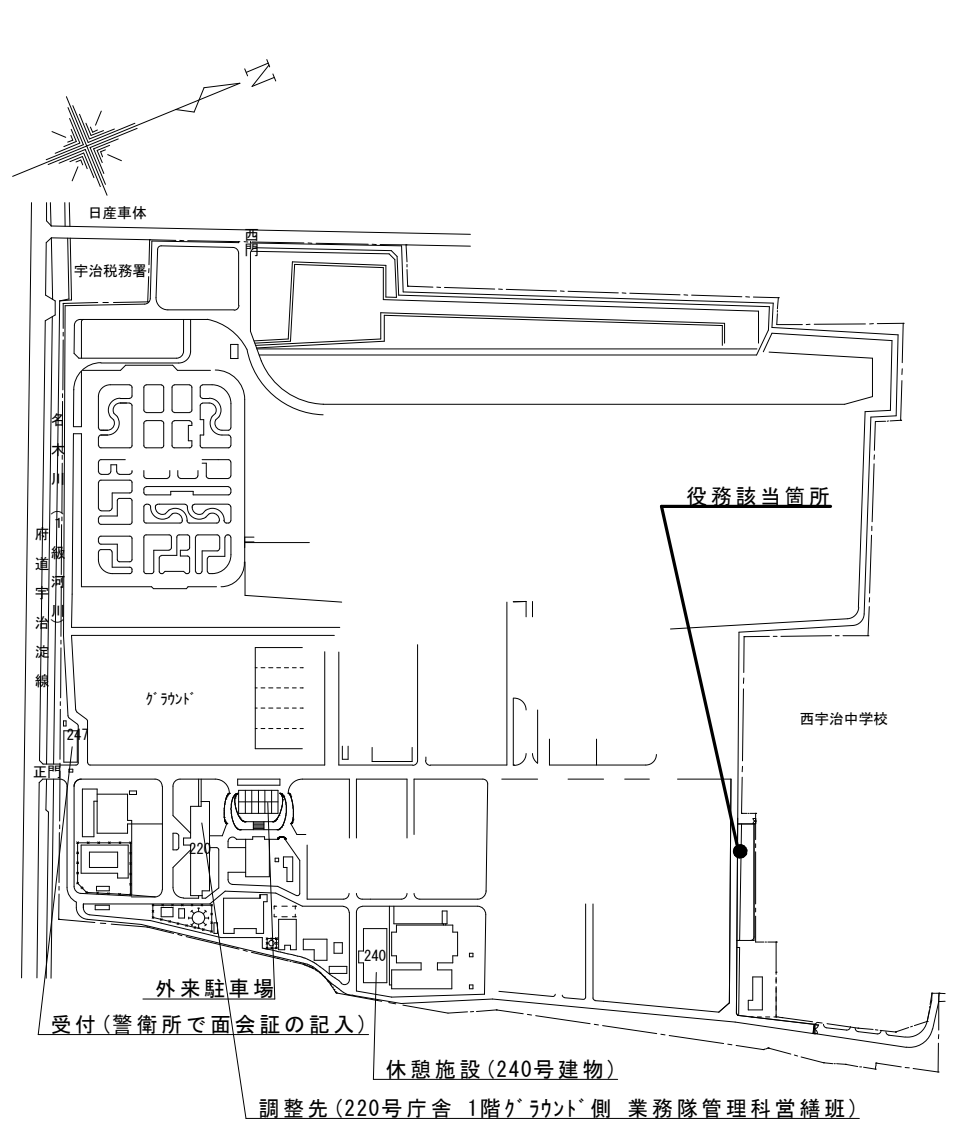 N
日産車体
西門
宇治税務署
名木川(1級河川)
府道宇治淀線
役務該当箇所
グラウンド
西宇治中学校
247
正門
220
240
外来駐車場
受付(警衛所で面会証の記入)
休憩施設(240号建物)
調整先(220号庁舎 1階グラウンド側 業務隊管理科営繕班)